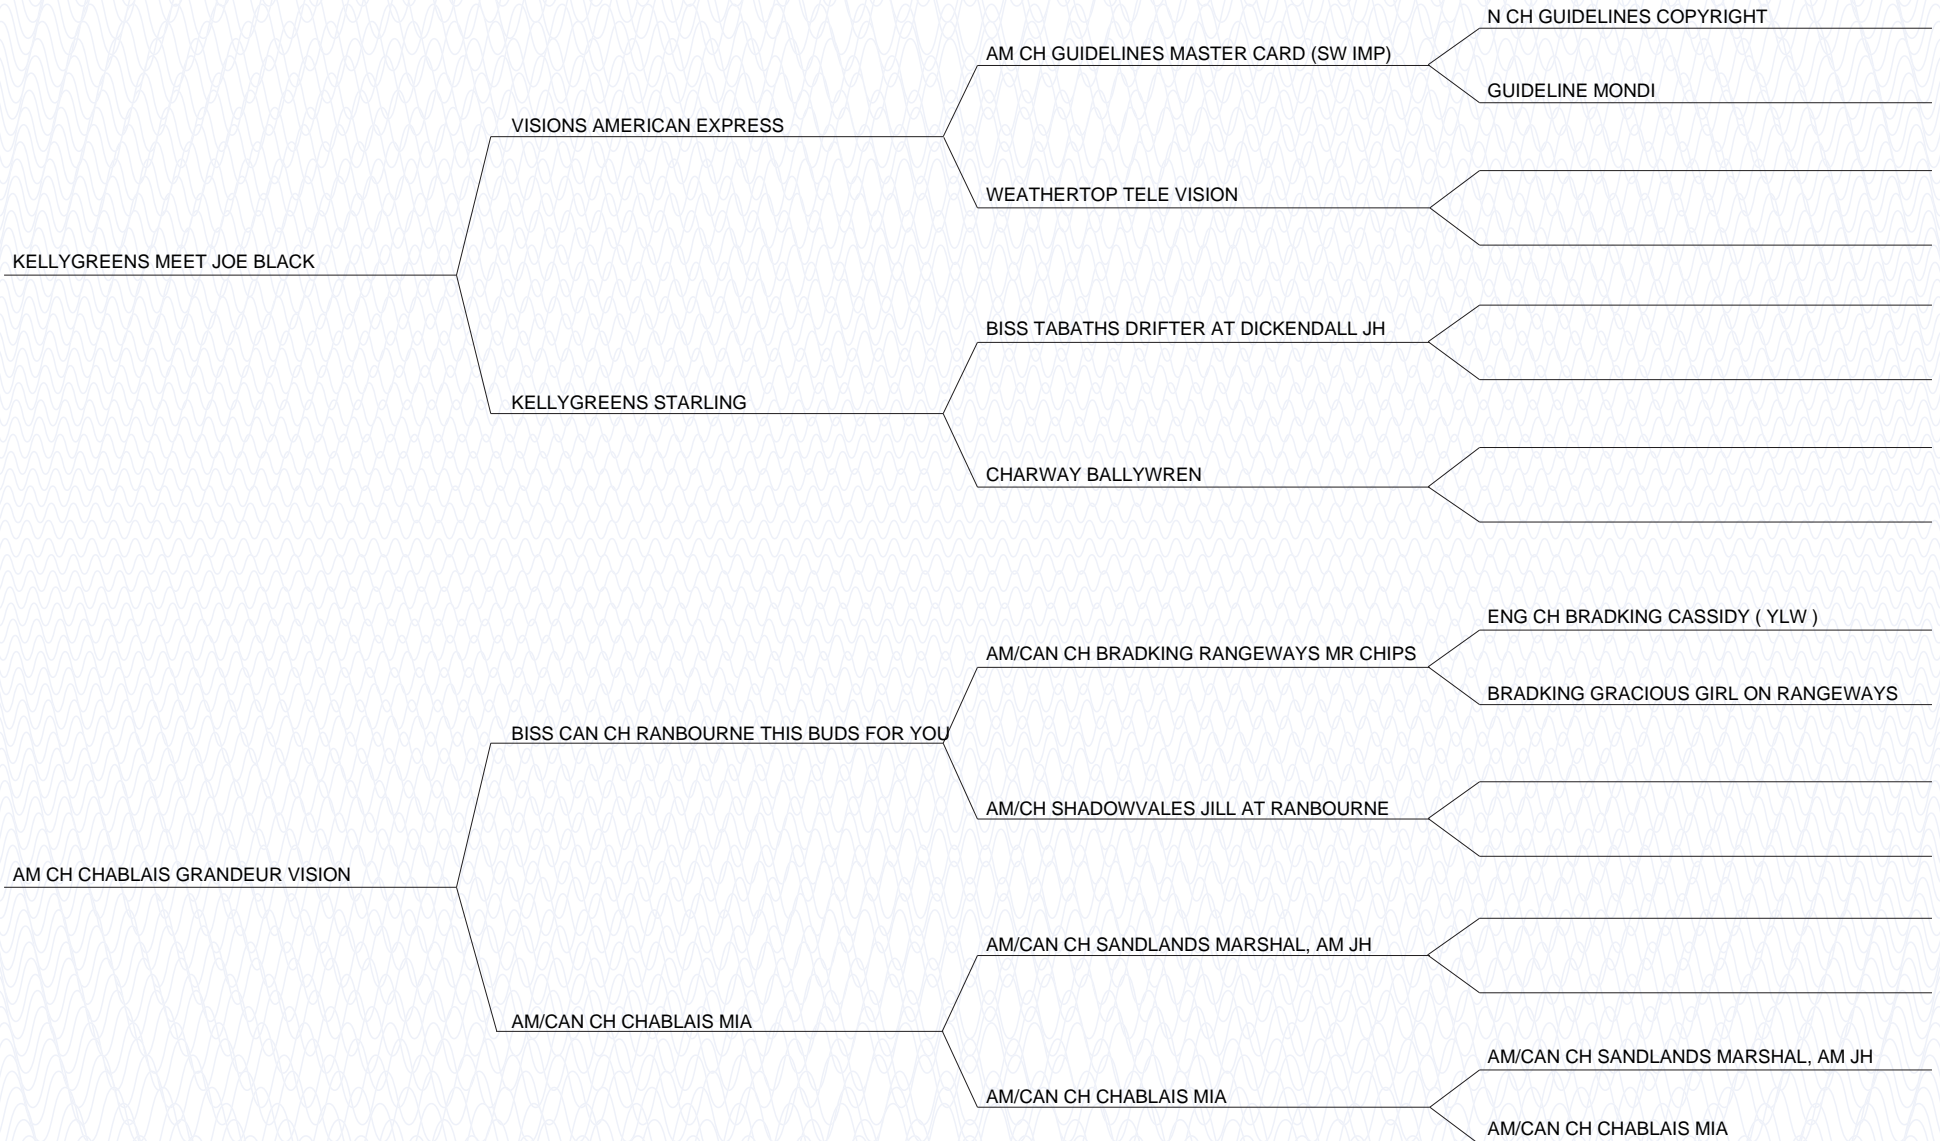 N CH GUIDELINES COPYRIGHT
AM CH GUIDELINES MASTER CARD (SW IMP)
GUIDELINE MONDI
VISIONS AMERICAN EXPRESS
WEATHERTOP TELE VISION
KELLYGREENS MEET JOE BLACK
BISS TABATHS DRIFTER AT DICKENDALL JH
KELLYGREENS STARLING
CHARWAY BALLYWREN
ENG CH BRADKING CASSIDY ( YLW )
AM/CAN CH BRADKING RANGEWAYS MR CHIPS
BRADKING GRACIOUS GIRL ON RANGEWAYS
BISS CAN CH RANBOURNE THIS BUDS FOR YOU
AM/CH SHADOWVALES JILL AT RANBOURNE
AM CH CHABLAIS GRANDEUR VISION
AM/CAN CH SANDLANDS MARSHAL, AM JH
AM/CAN CH CHABLAIS MIA
AM/CAN CH SANDLANDS MARSHAL, AM JH
AM/CAN CH CHABLAIS MIA
AM/CAN CH CHABLAIS MIA